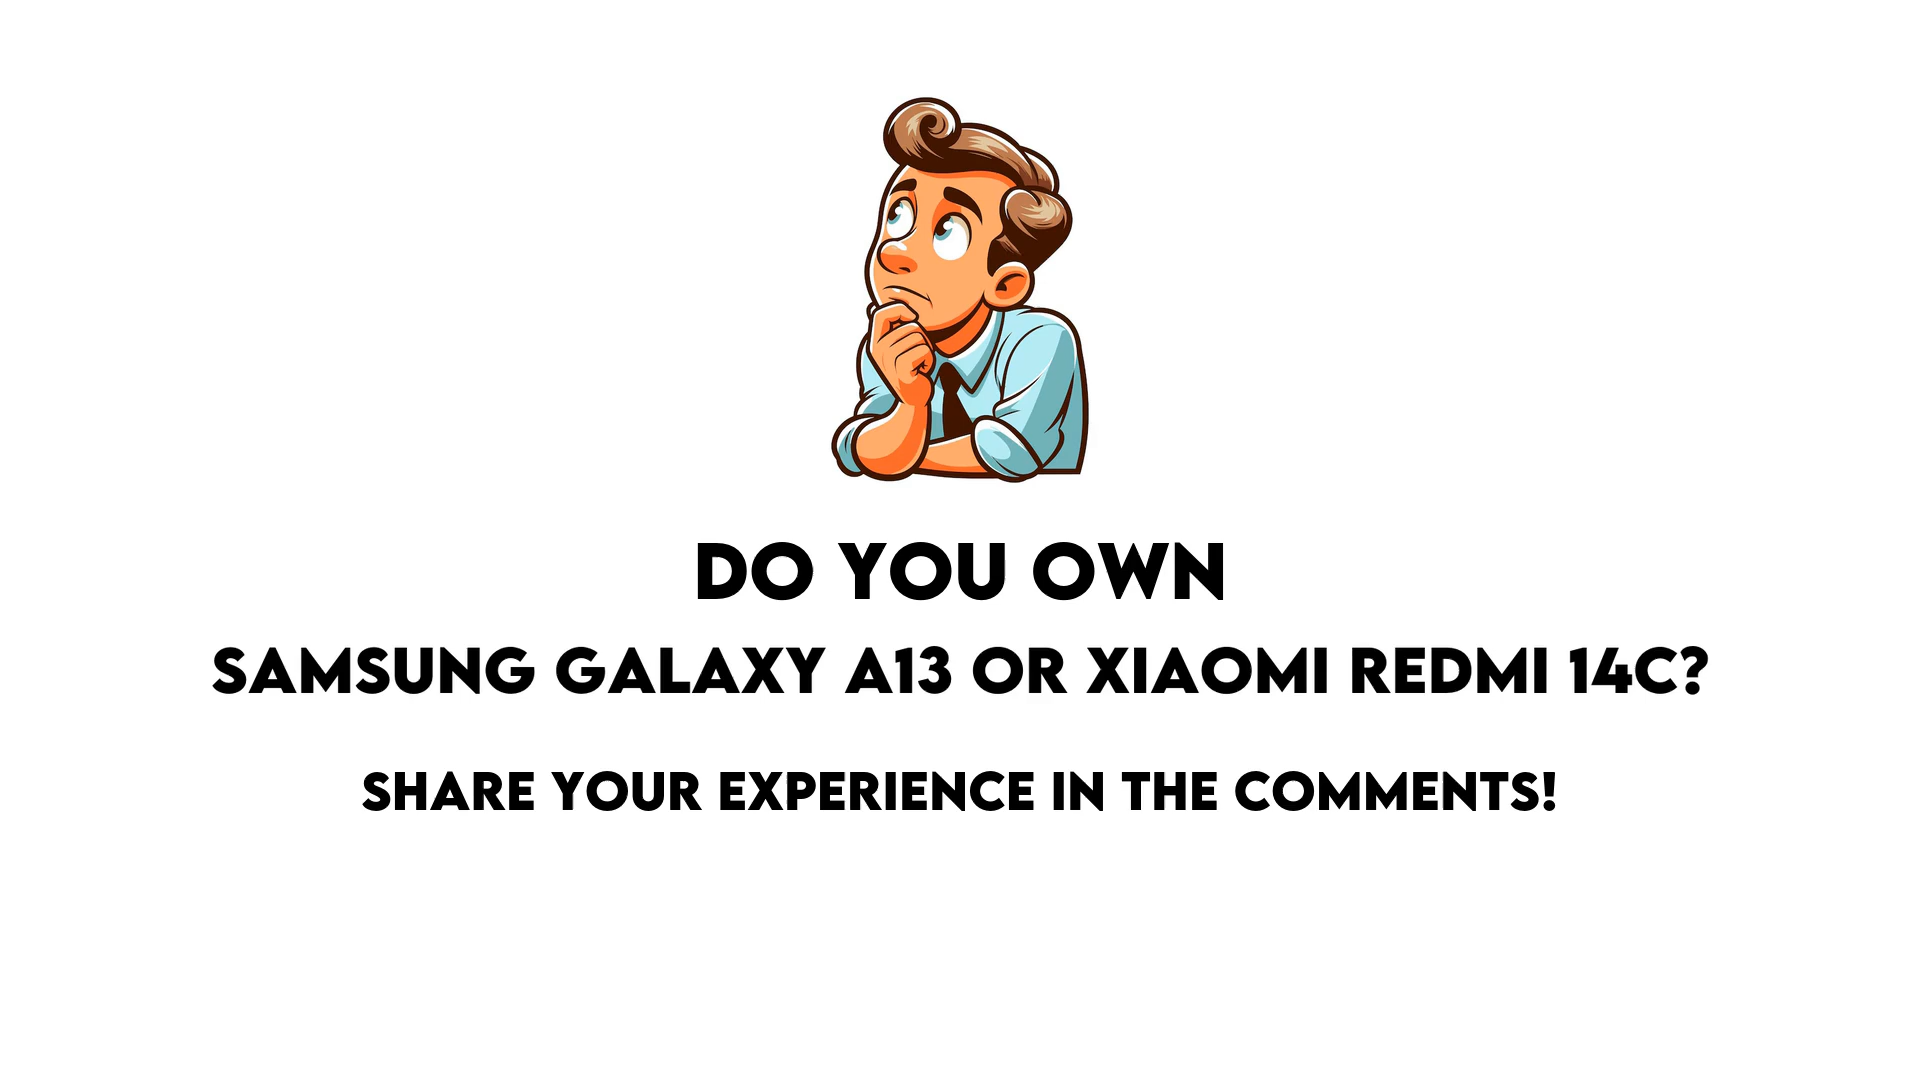 DO YOU OWN
SAMSUNG GALAXY A13 OR XIAOMI REDMI 14C?
SHARE YOUR EXPERIENCE IN THE COMMENTS!